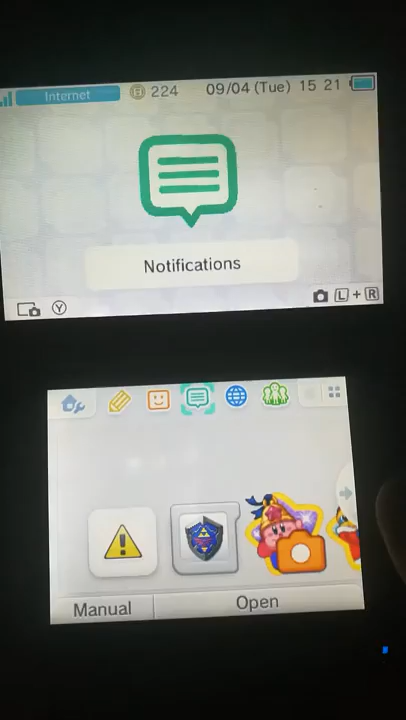 Internet 224 09/04 (Tue) 15 21
Notifications
Y L + R
Manual Open